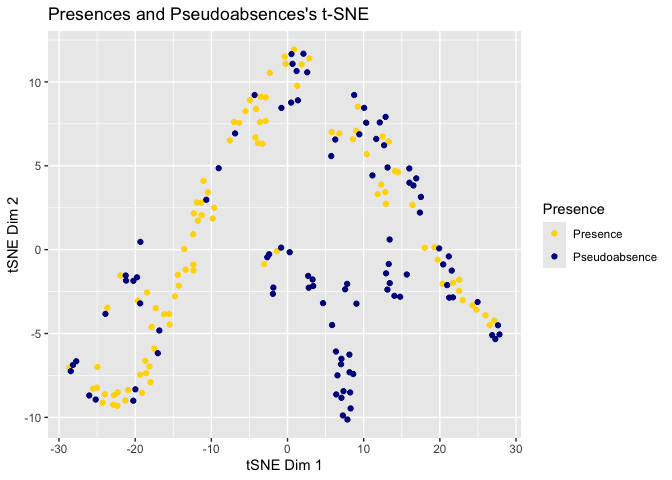 Presences and Pseudoabsences's t-SNE
10
5
0
-5
-10
tSNE Dim 2
-30
-20
-10
0
10
20
30
tSNE Dim 1
Presence
Presence
Pseudoabsence